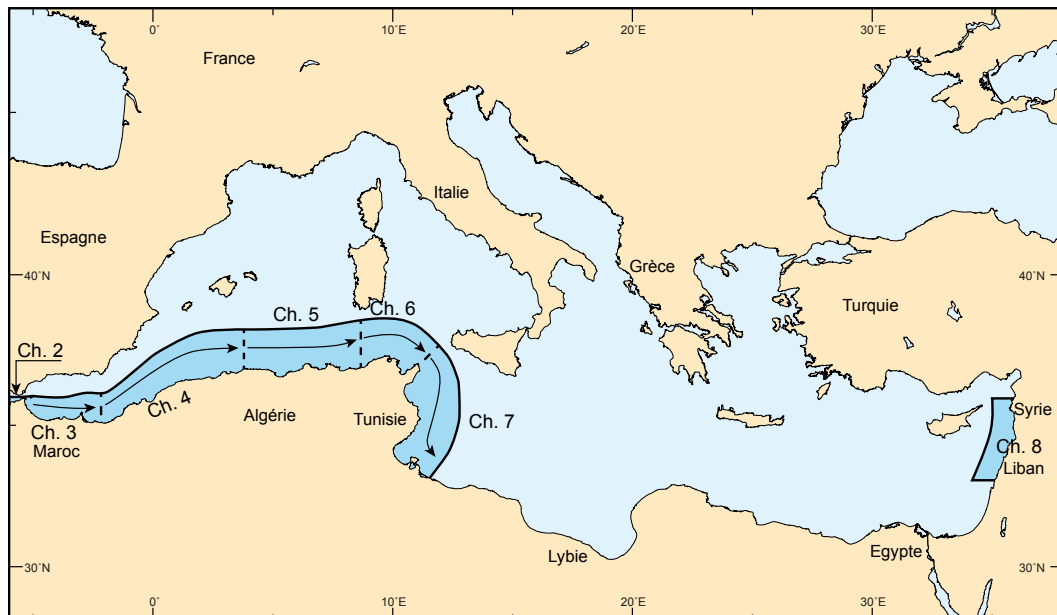 0°
10°E
20°E
30°E
France
Italie
Espagne
Grèce
40°N
40°N
Turquie
Ch. 5
Ch. 6
Ch. 2
Ch. 4
Algérie
Tunisie
Ch. 7
Syrie
Ch. 3
Maroc
Ch. 8
Liban
Lybie
Egypte
30°N
30°N
0°
10°E
20°E
30°E